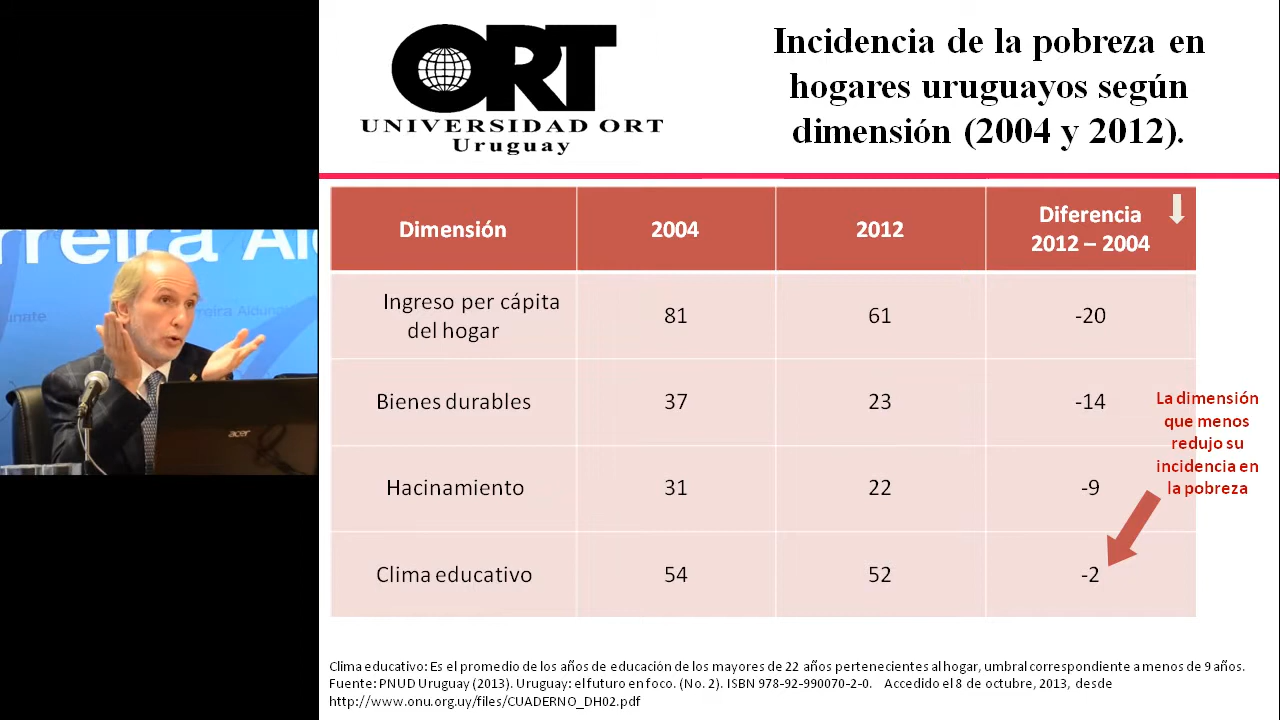 ORT
UNIVERSIDAD ORT
Uruguay
Incidencia de la pobreza en
hogares uruguayos según
dimensión (2004 y 2012).
Dimensión 2004 2012 Diferencia
2012 – 2004
Ingreso per cápita
del hogar 81 61 -20
Bienes durables 37 23 -14
Hacinamiento 31 22 -9
Clima educativo 54 52 -2
La dimensión
que menos
redujo su
incidencia en
la pobreza
Clima educativo: Es el promedio de los años de educación de los mayores de 22 años pertenecientes al hogar, umbral correspondiente a menos de 9 años.
Fuente: PNUD Uruguay (2013). Uruguay: el futuro en foco. (No. 2). ISBN 978-92-990070-2-0. Accedido el 8 de octubre, 2013, desde
http://www.onu.org.uy/files/CUADERNO_DH02.pdf
acer